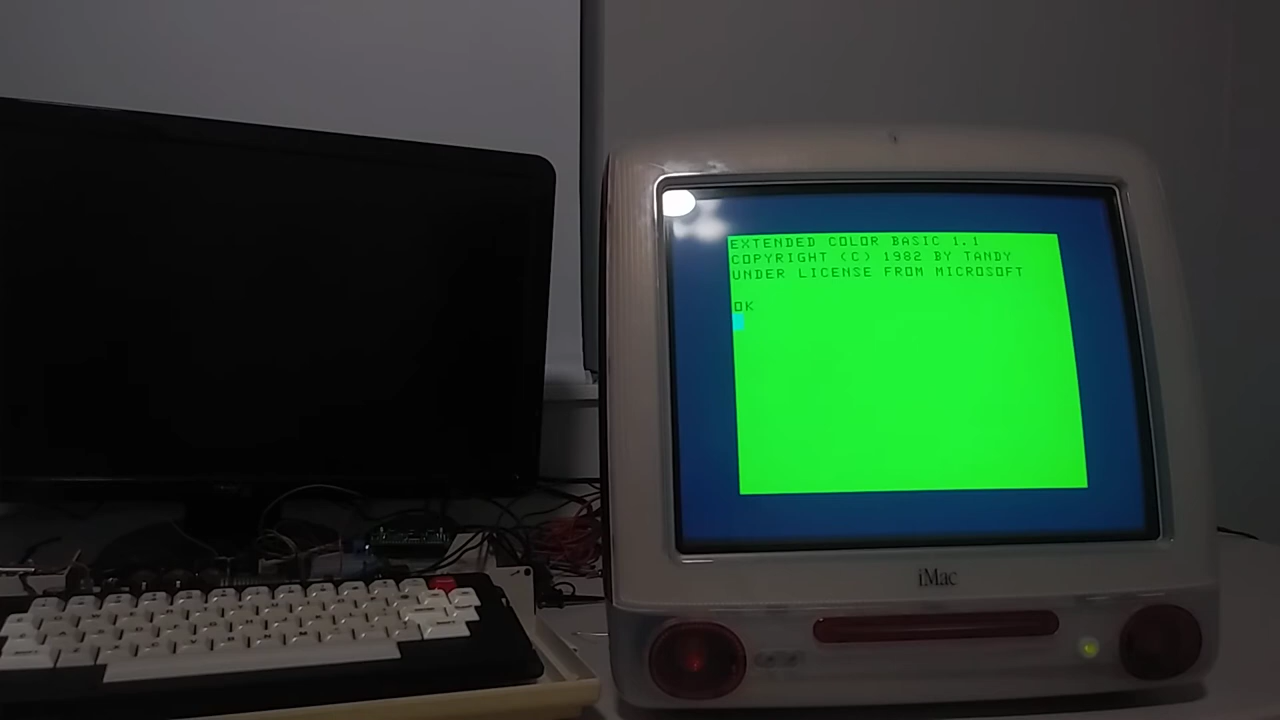 EXTENDED COLOR BASIC 1.1
COPYRIGHT (C) 1982 BY TANDY
UNDER LICENSE FROM MICROSOFT
OK
iMac